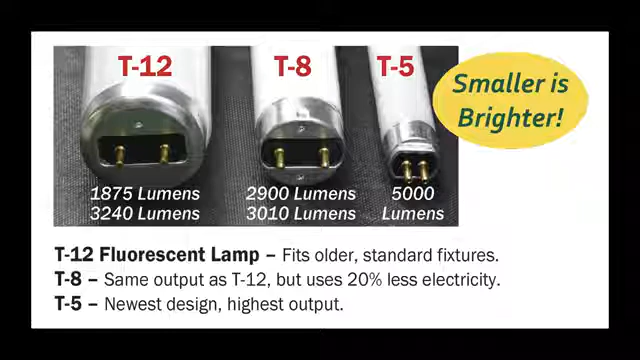 T-12 T-8 T-5
Smaller is
Brighter!
1875 Lumens 2900 Lumens 5000
3240 Lumens 3010 Lumens Lumens
T-12 Fluorescent Lamp – Fits older, standard fixtures.
T-8 – Same output as T-12, but uses 20% less electricity.
T-5 – Newest design, highest output.